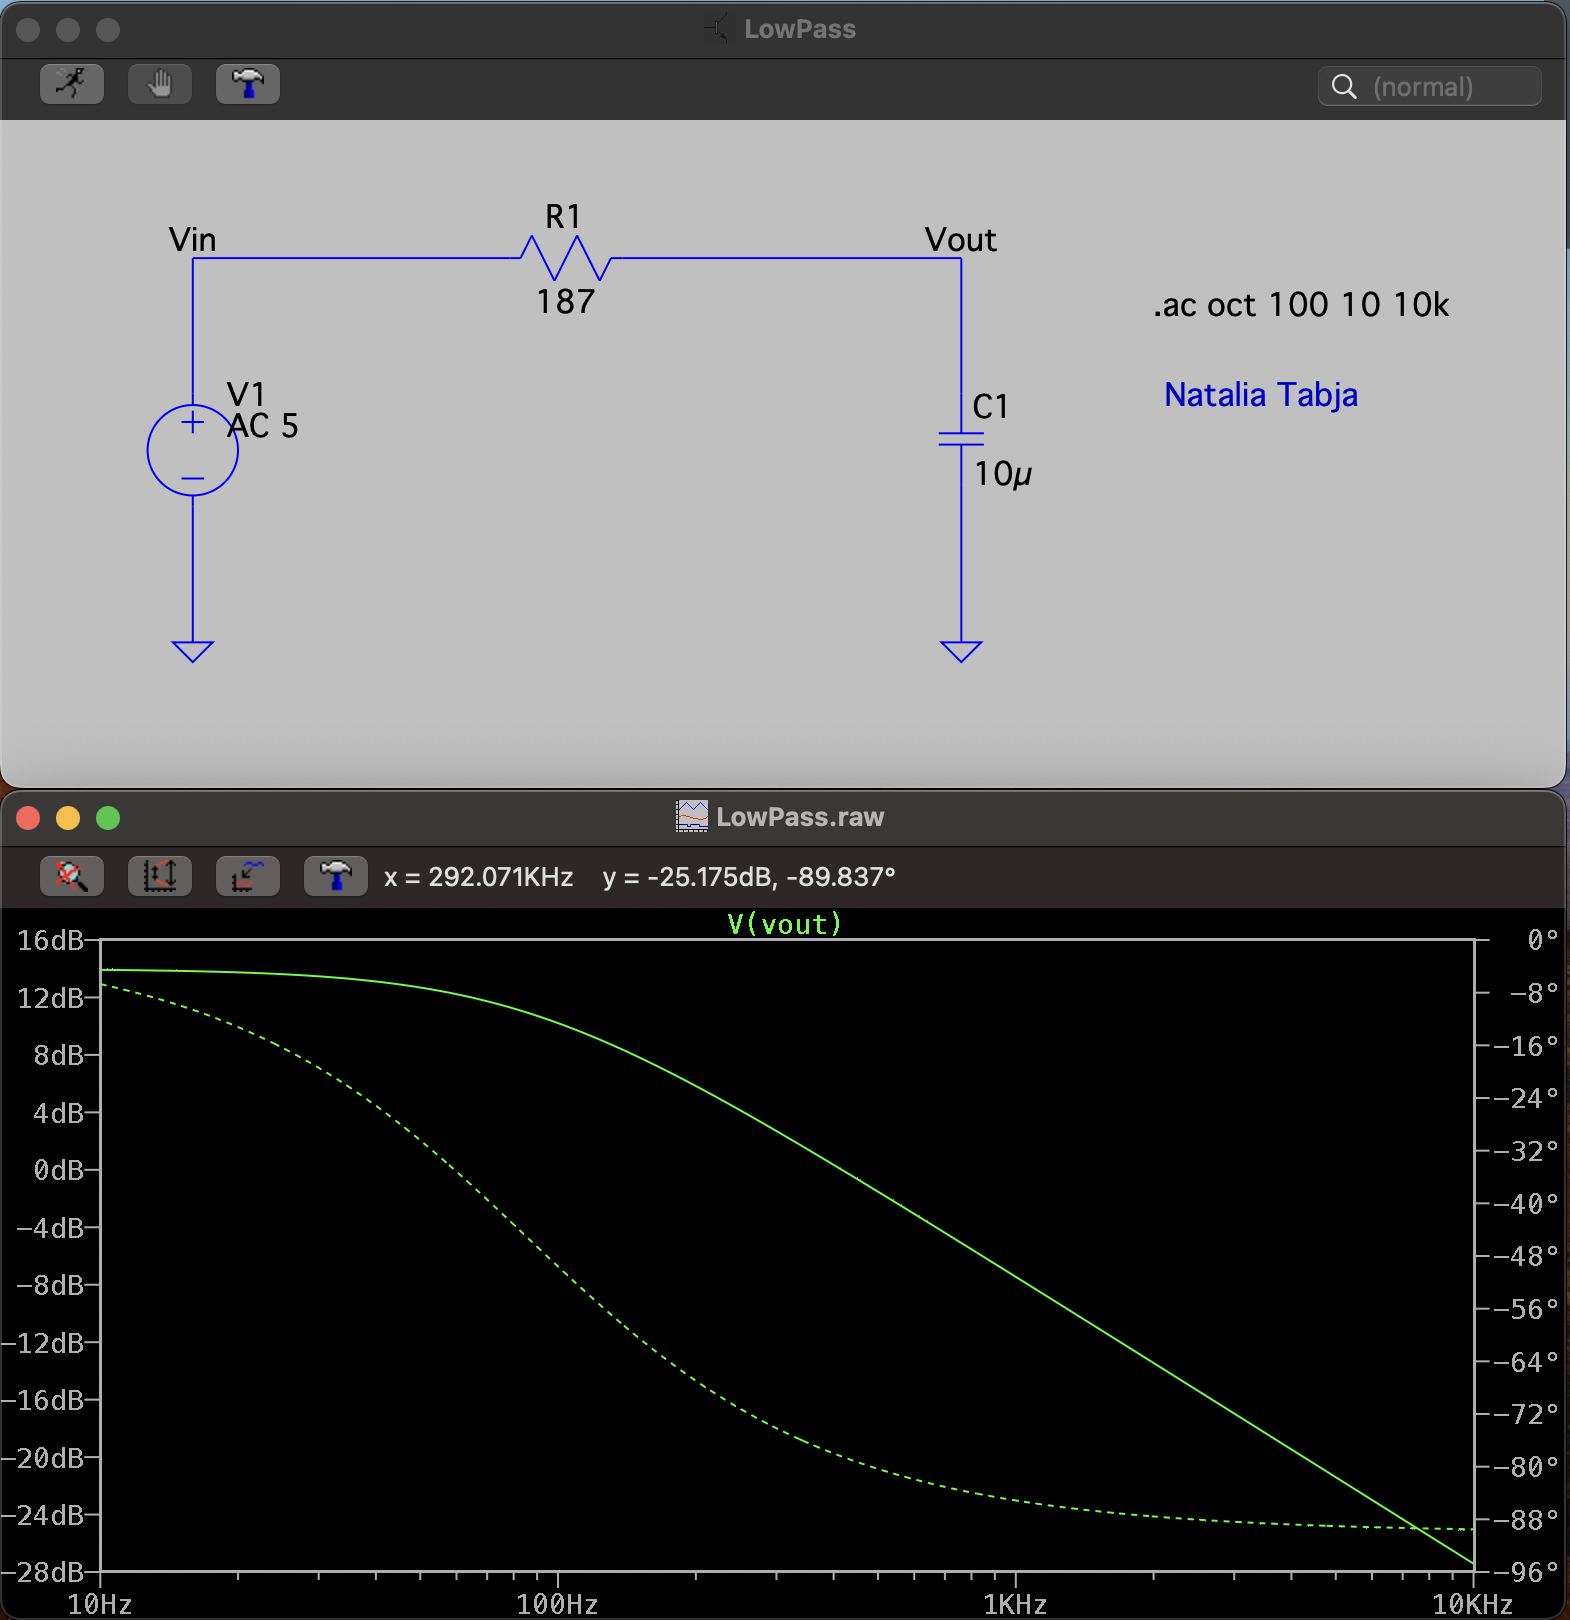 LowPass
(normal)
R1
Vin
Vout
187
.ac oct 100 10 10k
V1
AC 5
Natalia Tabja
C1
10µ
LowPass.raw
x = 292.071KHz y = -25.175dB, -89.837°
V(vout)
16dB
12dB
8dB
4dB
0dB
-4dB
-8dB
-12dB
-16dB
-20dB
-24dB
-28dB
0°
-8°
-16°
-24°
-32°
-40°
-48°
-56°
-64°
-72°
-80°
-88°
-96°
10Hz 100Hz 1KHz 10KHz